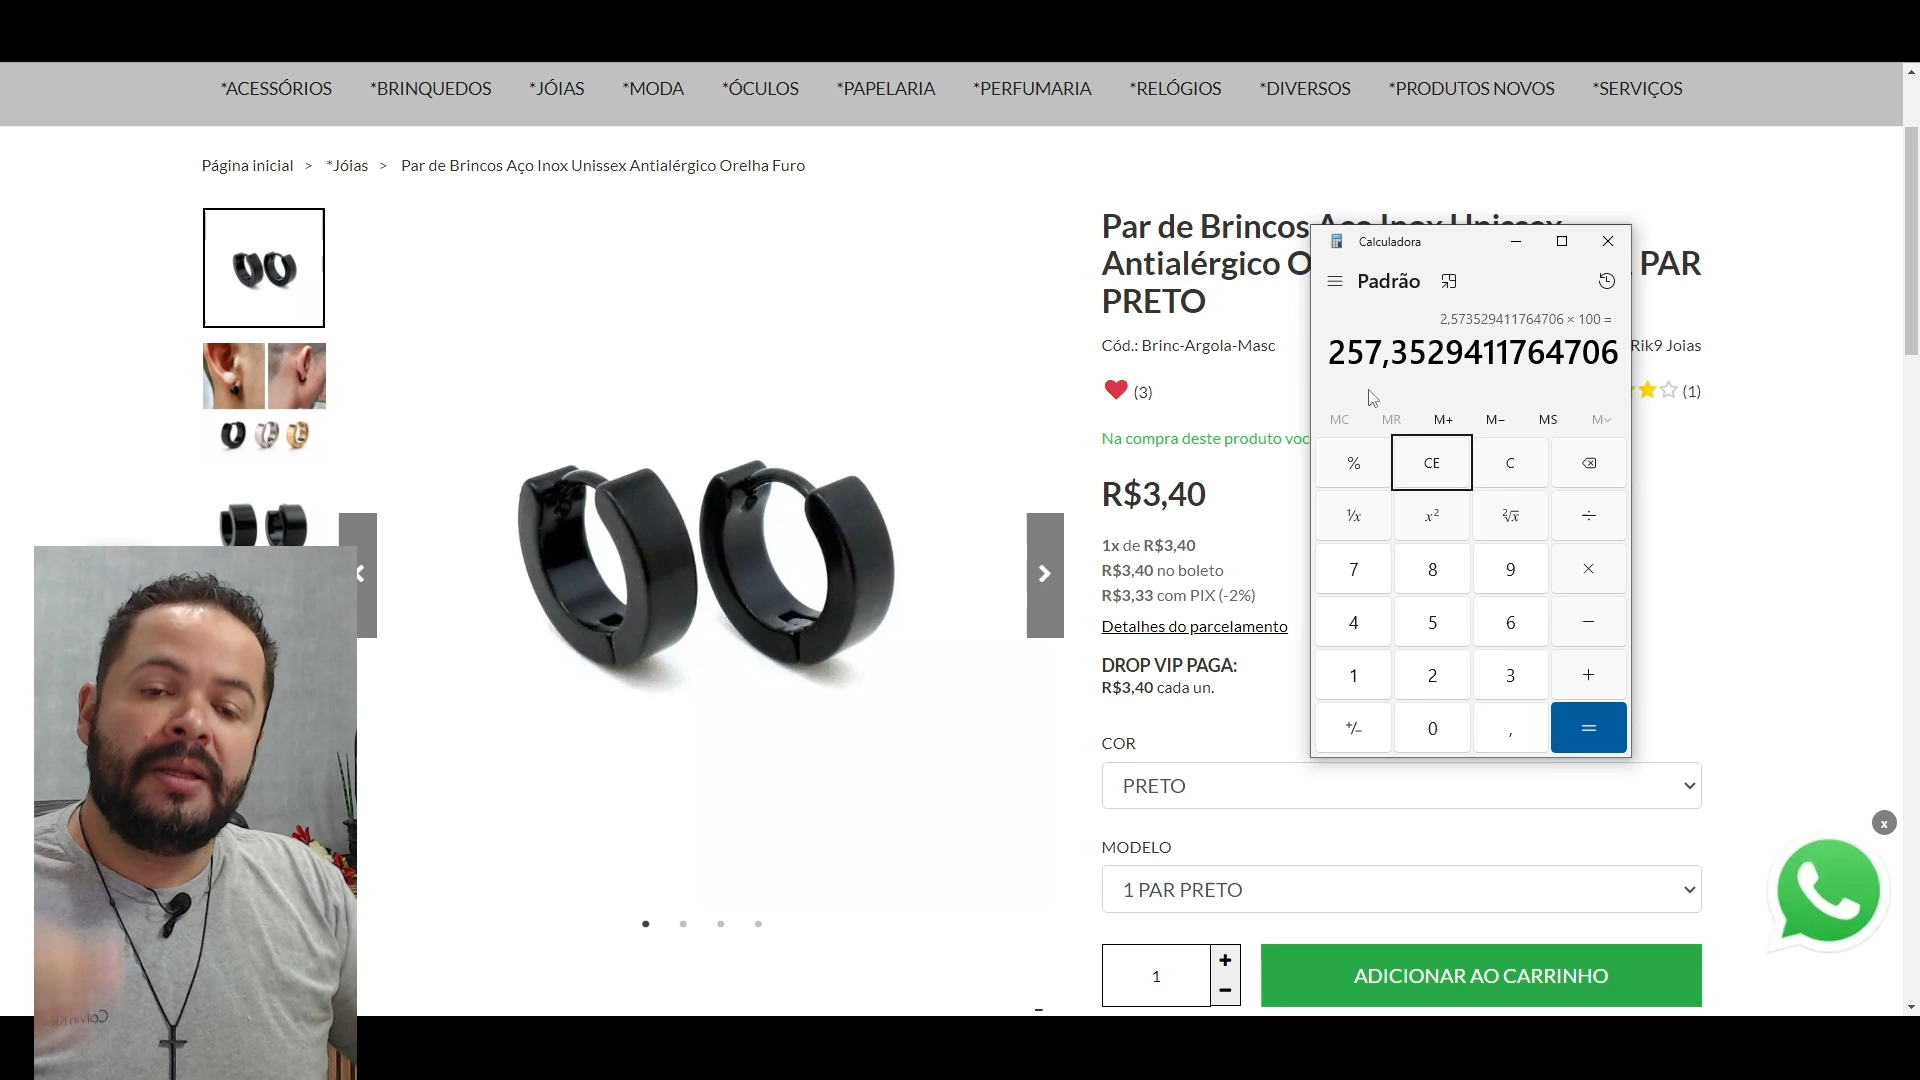 *ACESSÓRIOS *BRINQUEDOS *JÓIAS *MODA *ÓCULOS *PAPELARIA *PERFUMARIA *RELÓGIOS *DIVERSOS *PRODUTOS NOVOS *SERVIÇOS
Página inicial > *Jóias > Par de Brincos Aço Inox Unissex Antialérgico Orelha Furo
Par de Brincos Aço Inox Unissex
Antialérgico O PAR
PRETO
Cód.: Brinc-Argola-Masc
Rik9 Joias
(3)
(1)
Na compra deste produto voc
R$3,40
1x de R$3,40
R$3,40 no boleto
R$3,33 com PIX (-2%)
Detalhes do parcelamento
DROP VIP PAGA:
R$3,40 cada un.
COR
PRETO
MODELO
1 PAR PRETO
1
+
−
ADICIONAR AO CARRINHO
x
Calculadora
Padrão
2,573529411764706 × 100 =
257,3529411764706
MC MR M+ M− MS M
% CE C
¹/x x² ²√x ÷
7 8 9 ×
4 5 6 −
1 2 3 +
+/− 0 , =